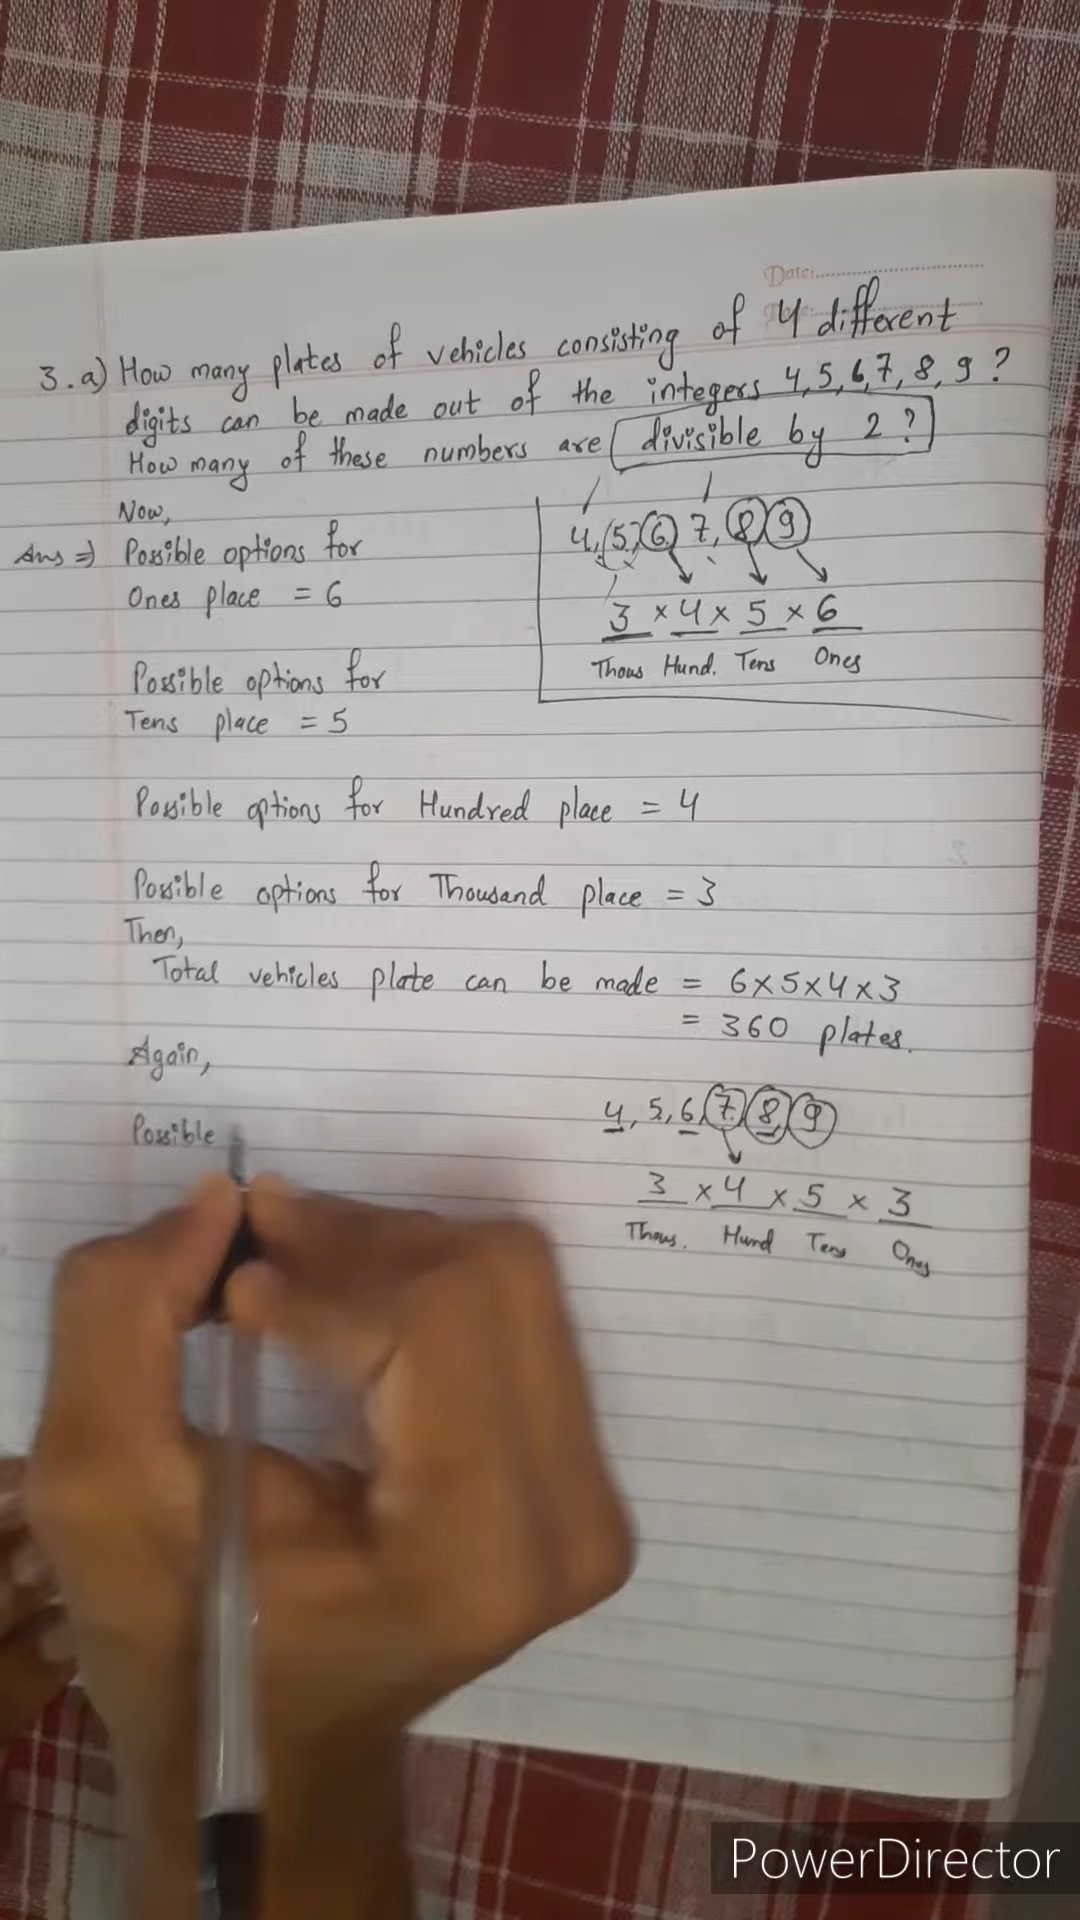 Date:
3. a) How many plates of vehicles consisting of 4 different
digits can be made out of the integers 4, 5, 6, 7, 8, 9 ?
How many of these numbers are divisible by 2 ?
Now,
Ans ⇒ Possible options for
Ones place = 6
4, 5, 6, 7, 8, 9
3 × 4 × 5 × 6
Thous Hund. Tens Ones
Possible options for
Tens place = 5
Possible options for Hundred place = 4
Possible options for Thousand place = 3
Then,
Total vehicles plate can be made = 6×5×4×3
= 360 plates.
Again,
4, 5, 6, 7, 8, 9
Possible
3 × 4 × 5 × 3
Thous. Hund Tens Ones
PowerDirector